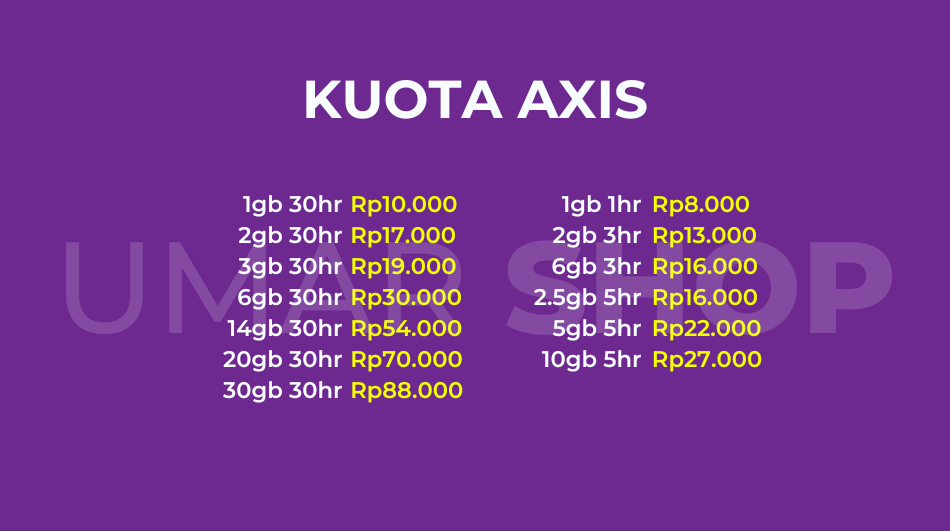 KUOTA AXIS
1gb 30hr Rp10.000
2gb 30hr Rp17.000
3gb 30hr Rp19.000
6gb 30hr Rp30.000
14gb 30hr Rp54.000
20gb 30hr Rp70.000
30gb 30hr Rp88.000
1gb 1hr Rp8.000
2gb 3hr Rp13.000
6gb 3hr Rp16.000
2.5gb 5hr Rp16.000
5gb 5hr Rp22.000
10gb 5hr Rp27.000
UMAR SHOP